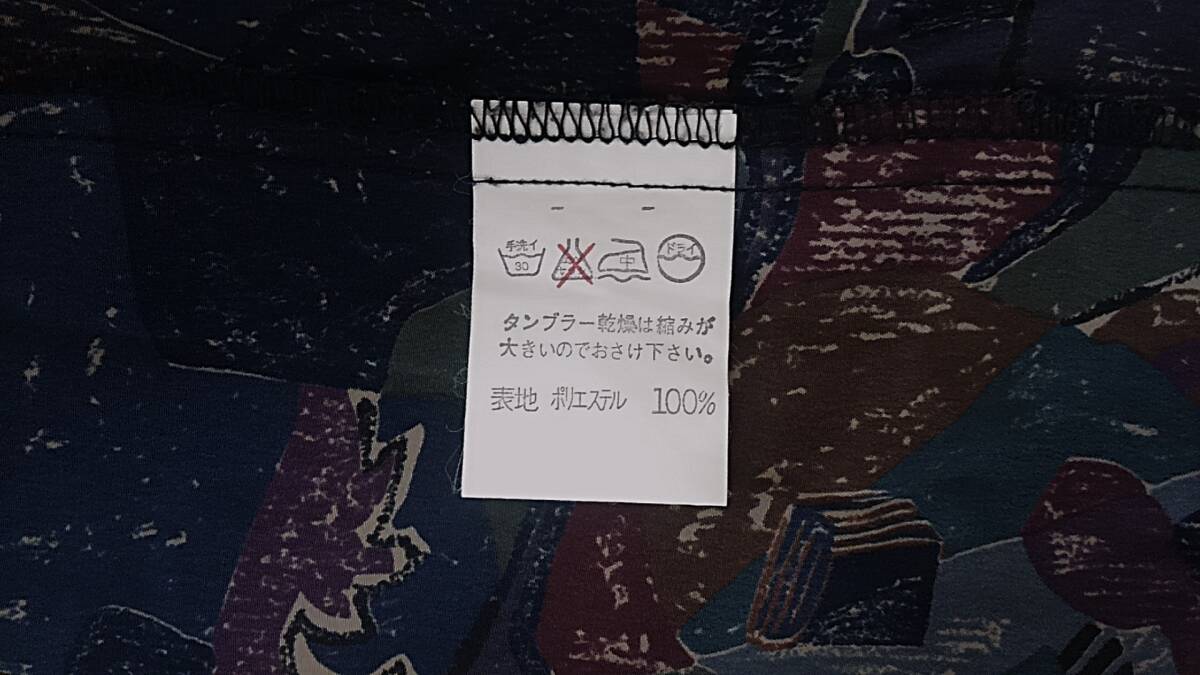 手洗イ 30 中 ドライ
タンブラー乾燥は縮みが
大きいのでおさけ下さい。
表地 ポリエステル 100%